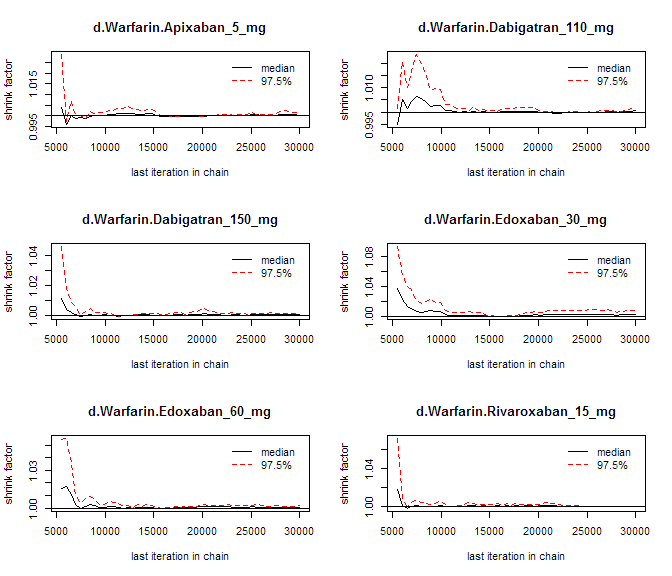 d.Warfarin.Apixaban_5_mg
shrink factor
0.995 1.015
median
97.5%
5000 10000 15000 20000 25000 30000
last iteration in chain
d.Warfarin.Dabigatran_110_mg
shrink factor
0.995 1.010
median
97.5%
5000 10000 15000 20000 25000 30000
last iteration in chain
d.Warfarin.Dabigatran_150_mg
shrink factor
1.00 1.02 1.04
median
97.5%
5000 10000 15000 20000 25000 30000
last iteration in chain
d.Warfarin.Edoxaban_30_mg
shrink factor
1.00 1.04 1.08
median
97.5%
5000 10000 15000 20000 25000 30000
last iteration in chain
d.Warfarin.Edoxaban_60_mg
shrink factor
1.00 1.03
median
97.5%
5000 10000 15000 20000 25000 30000
last iteration in chain
d.Warfarin.Rivaroxaban_15_mg
shrink factor
1.00 1.04
median
97.5%
5000 10000 15000 20000 25000 30000
last iteration in chain